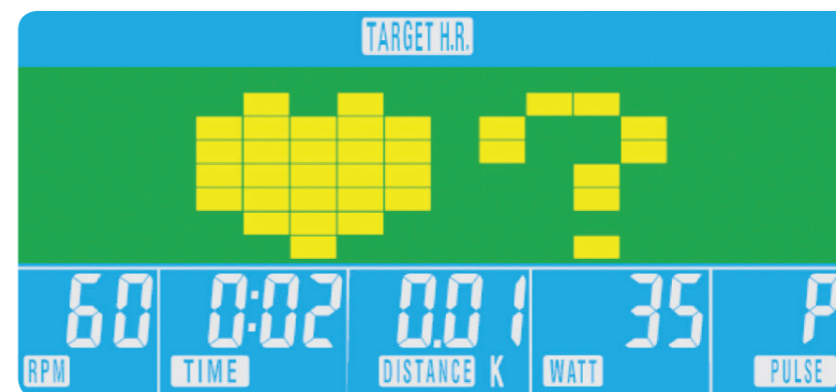 TARGET H.R.
?
60 0:02 0.01 35 P
RPM TIME DISTANCE K WATT PULSE